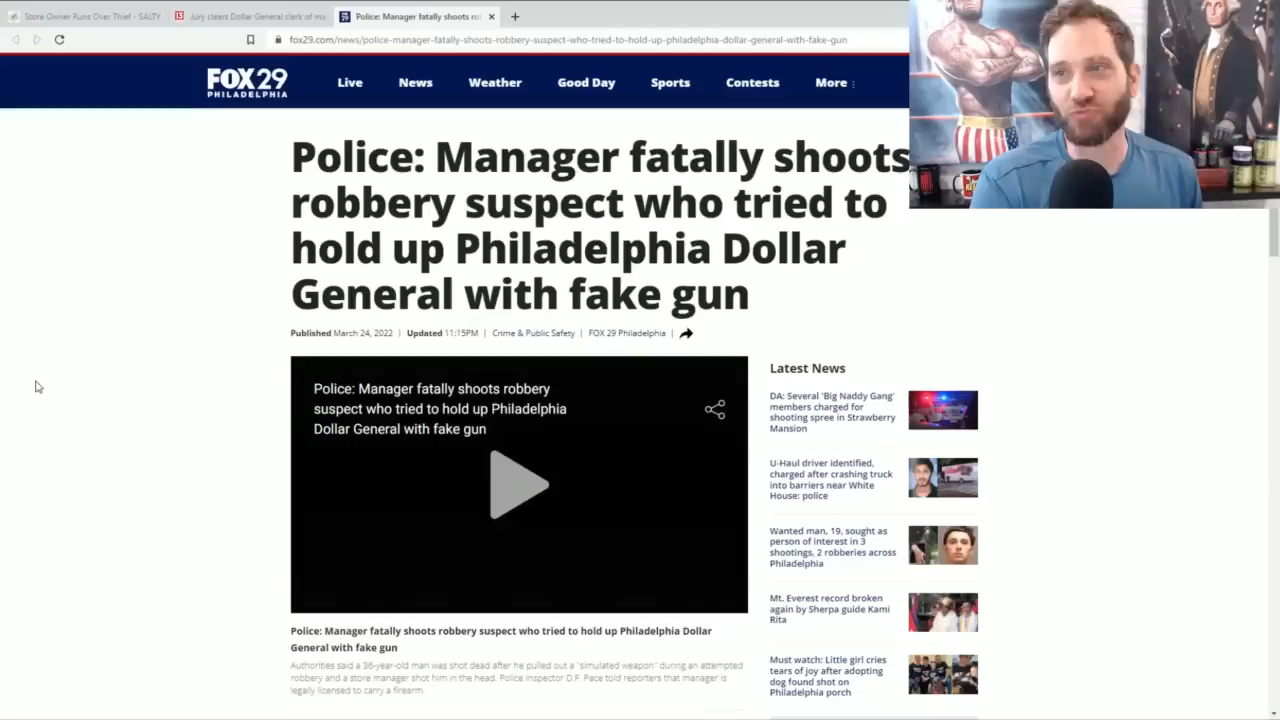 Store Owner Runs Over Thief - SALTY
Jury clears Dollar General clerk of
Police: Manager fatally shoots
fox29.com/news/police-manager-fatally-shoots-robbery-suspect-who-tried-to-hold-up-philadelphia-dollar-general-with-fake-gun
FOX 29
PHILADELPHIA
Live
News
Weather
Good Day
Sports
Contests
More
Police: Manager fatally shoots
robbery suspect who tried to
hold up Philadelphia Dollar
General with fake gun
Published March 24, 2022 | Updated 11:15PM | Crime & Public Safety | FOX 29 Philadelphia |
Police: Manager fatally shoots robbery
suspect who tried to hold up Philadelphia
Dollar General with fake gun
Police: Manager fatally shoots robbery suspect who tried to hold up Philadelphia Dollar
General with fake gun
Authorities said a 36-year-old man was shot dead after he pulled out a "simulated weapon" during an attempted
robbery and a store manager shot him in the head. Police Inspector D.F. Pace told reporters that manager is
legally licensed to carry a firearm.
Latest News
DA: Several 'Big Naddy Gang'
members charged for
shooting spree in Strawberry
Mansion
U-Haul driver identified,
charged after crashing truck
into barriers near White
House: police
Wanted man, 19, sought as
person of interest in 3
shootings, 2 robberies across
Philadelphia
Mt. Everest record broken
again by Sherpa guide Kami
Rita
Must watch: Little girl cries
tears of joy after adopting
dog found shot on
Philadelphia porch